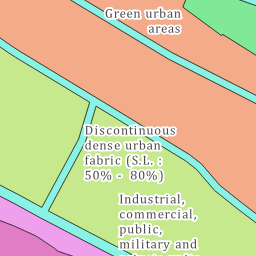 Green urban
areas
Discontinuous
dense urban
fabric (S.L. :
50% - 80%)
Industrial,
commercial,
public,
military and